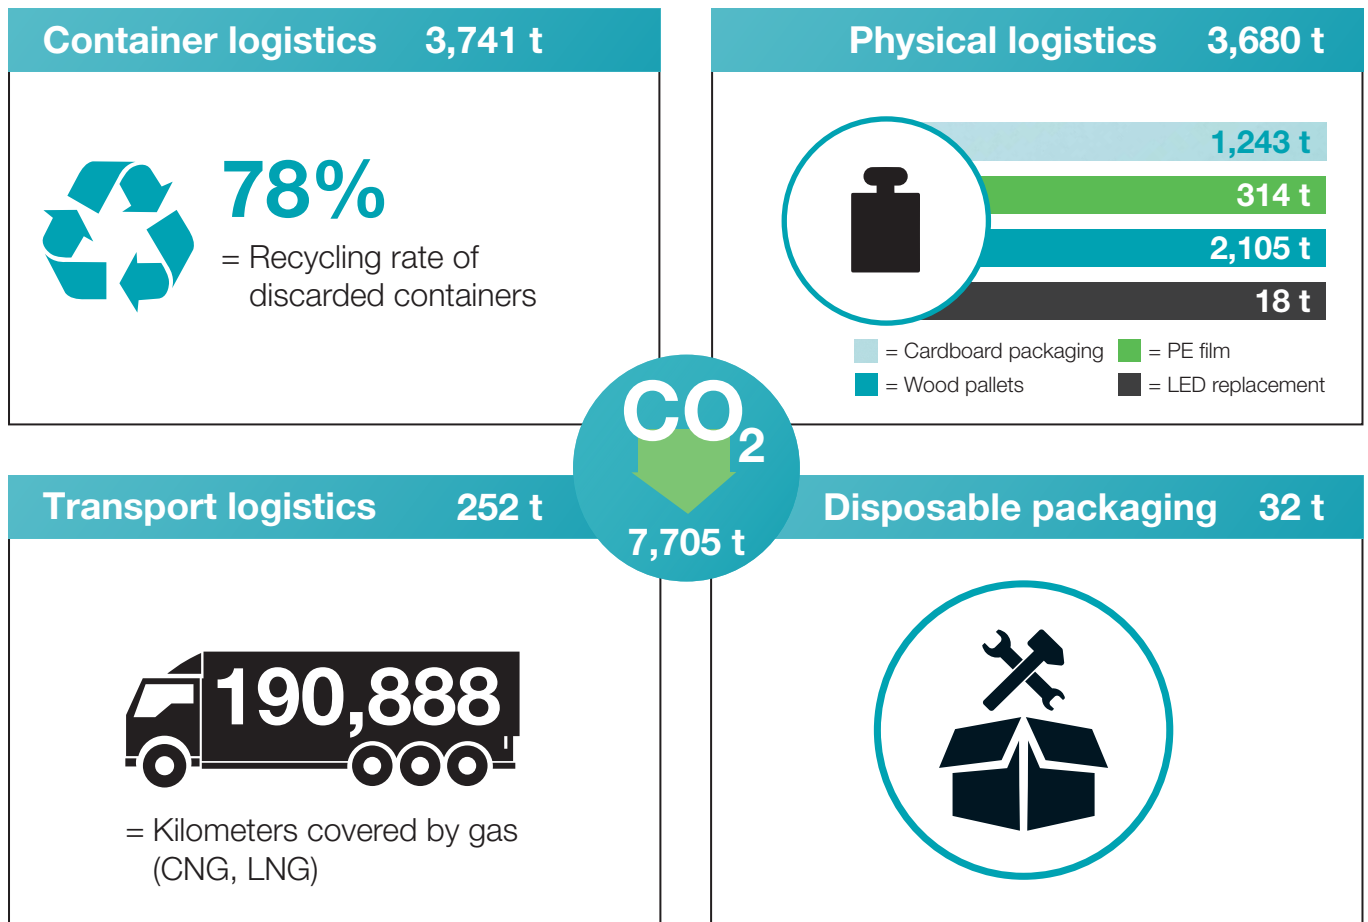 Container logistics 3,741 t
78%
= Recycling rate of
discarded containers
Physical logistics 3,680 t
1,243 t
314 t
2,105 t
18 t
= Cardboard packaging = PE film
= Wood pallets = LED replacement
CO2
7,705 t
Transport logistics 252 t
190,888
= Kilometers covered by gas
(CNG, LNG)
Disposable packaging 32 t